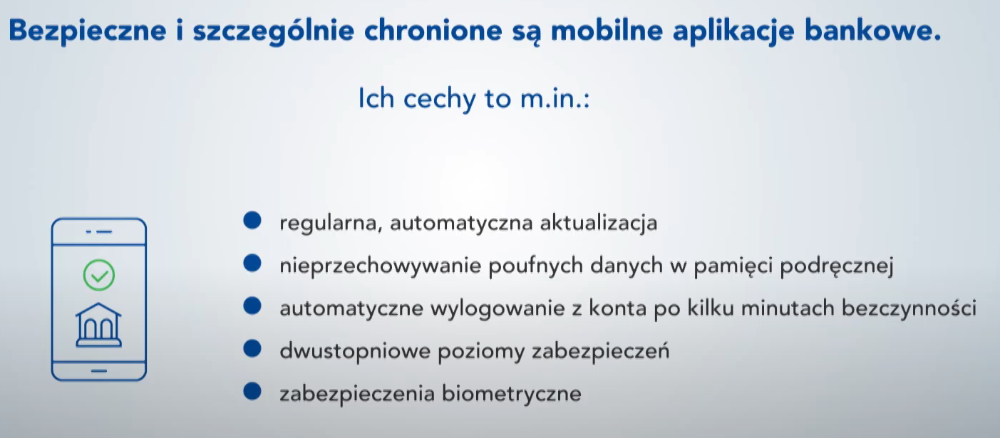 Bezpieczne i szczególnie chronione są mobilne aplikacje bankowe.
Ich cechy to m.in.:
regularna, automatyczna aktualizacja
nieprzechowywanie poufnych danych w pamięci podręcznej
automatyczne wylogowanie z konta po kilku minutach bezczynności
dwustopniowe poziomy zabezpieczeń
zabezpieczenia biometryczne